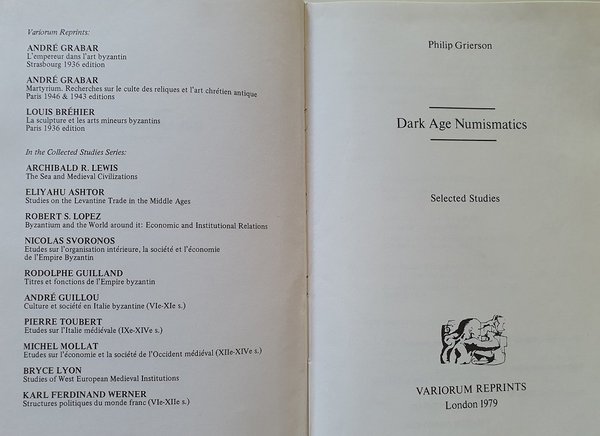 Variorum Reprints:
ANDRÉ GRABAR
L'empereur dans l'art byzantin
Strasbourg 1936 edition
ANDRÉ GRABAR
Martyrium. Recherches sur le culte des reliques et l'art chrétien antique
Paris 1946 & 1943 editions
LOUIS BRÉHIER
La sculpture et les arts mineurs byzantins
Paris 1936 edition
In the Collected Studies Series:
ARCHIBALD R. LEWIS
The Sea and Medieval Civilizations
ELIYAHU ASHTOR
Studies on the Levantine Trade in the Middle Ages
ROBERT S. LOPEZ
Byzantium and the World around it: Economic and Institutional Relations
NICOLAS SVORONOS
Etudes sur l'organisation intérieure, la société et l'économie
de l'Empire Byzantin
RODOLPHE GUILLAND
Titres et fonctions de l'Empire byzantin
ANDRÉ GUILLOU
Culture et société en Italie byzantine (VIe-XIe s.)
PIERRE TOUBERT
Etudes sur l'Italie médiévale (IXe-XIVe s.)
MICHEL MOLLAT
Etudes sur l'économie et la société de l'Occident médiéval (XIIe-XVe s.)
BRYCE LYON
Studies of West European Medieval Institutions
KARL FERDINAND WERNER
Structures politiques du monde franc (VIe-XIIe s.)
Philip Grierson
Dark Age Numismatics
Selected Studies
VARIORUM REPRINTS
London 1979